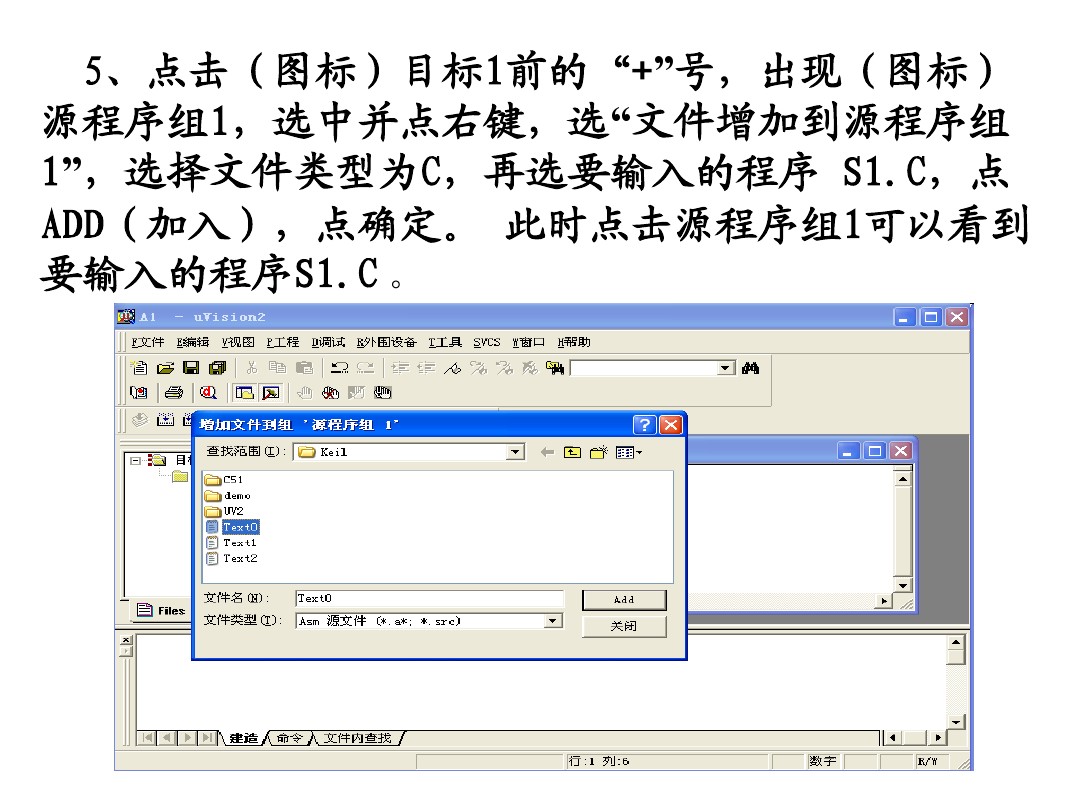 5、点击（图标）目标1前的“+”号，出现（图标）
源程序组1，选中并点右键，选“文件增加到源程序组
1”，选择文件类型为C，再选要输入的程序 S1.C，点
ADD（加入），点确定。 此时点击源程序组1可以看到
要输入的程序S1.C。
A1 - uVision2
F文件 E编辑 V视图 P工程 D调试 R外围设备 T工具 SVCS W窗口 H帮助
增加文件到组 '源程序组 1'
查找范围(I): Keil
目标
C51
demo
UV2
Text0
Text1
Text2
文件名(N): Text0 Add
Files
文件类型(T): Asm 源文件 (*.a*; *.src) 关闭
建造 命令 文件内查找
行:1 列:6 数字 R/W